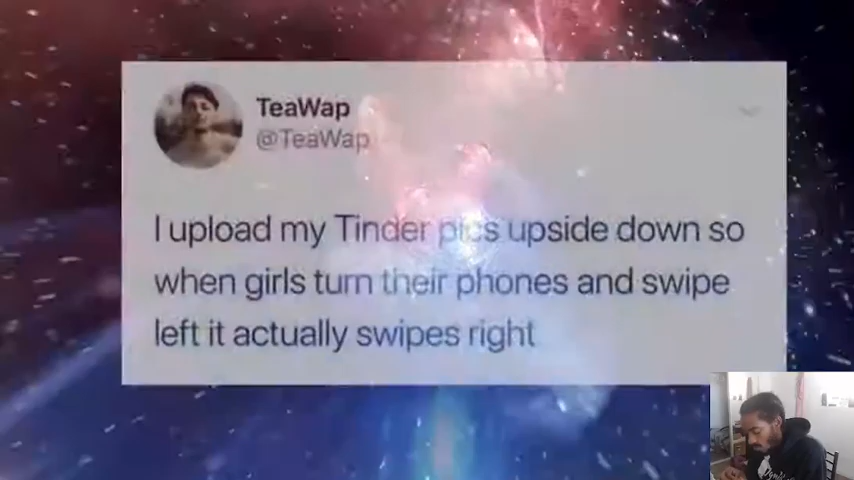 TeaWap
@TeaWap
I upload my Tinder pics upside down so
when girls turn their phones and swipe
left it actually swipes right